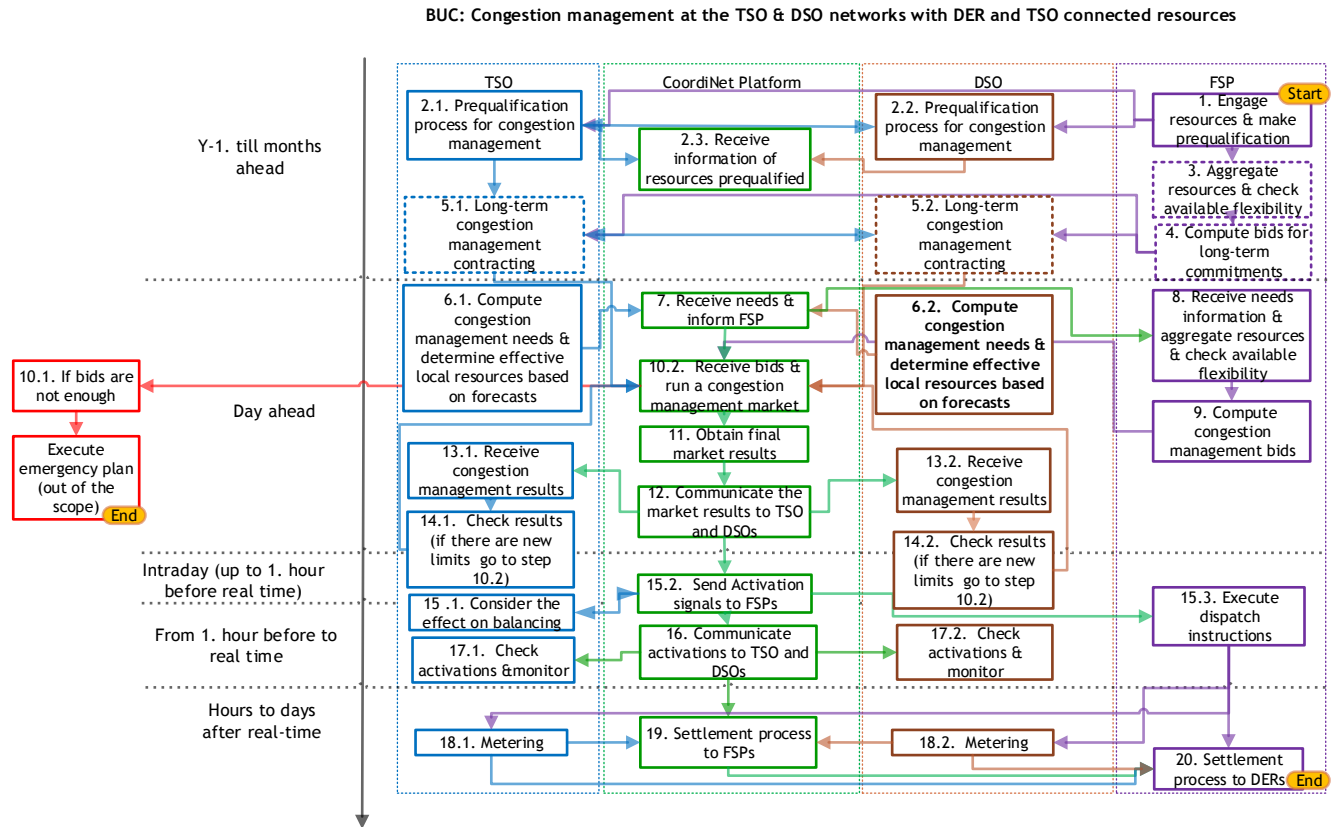 BUC: Congestion management at the TSO & DSO networks with DER and TSO connected resources
TSO
CoordiNet Platform
DSO
FSP
Start
Y-1. till months
ahead
2.1. Prequalification
process for congestion
management
2.3. Receive
information of
resources prequalified
2.2. Prequalification
process for congestion
management
1. Engage
resources & make
prequalification
3. Aggregate
resources & check
available flexibility
5.1. Long-term
congestion
management
contracting
5.2. Long-term
congestion
management
contracting
4. Compute bids for
long-term
commitments
Day ahead
6.1. Compute
congestion
management needs &
determine effective
local resources based
on forecasts
7. Receive needs &
inform FSP
6.2. Compute
congestion
management needs &
determine effective
local resources based
on forecasts
8. Receive needs
information &
aggregate resources
& check available
flexibility
10.1. If bids are
not enough
10.2. Receive bids &
run a congestion
management market
9. Compute
congestion
management bids
Execute
emergency plan
(out of the
scope)
End
11. Obtain final
market results
13.1. Receive
congestion
management results
12. Communicate the
market results to TSO
and DSOs
13.2. Receive
congestion
management results
14.1. Check results
(if there are new
limits go to step
10.2)
14.2. Check results
(if there are new
limits go to step
10.2)
Intraday (up to 1. hour
before real time)
15 .1. Consider the
effect on balancing
15.2. Send Activation
signals to FSPs
15.3. Execute
dispatch
instructions
From 1. hour before to
real time
17.1. Check
activations &monitor
16. Communicate
activations to TSO and
DSOs
17.2. Check
activations &
monitor
Hours to days
after real-time
18.1. Metering
19. Settlement process
to FSPs
18.2. Metering
20. Settlement
process to DERs
End